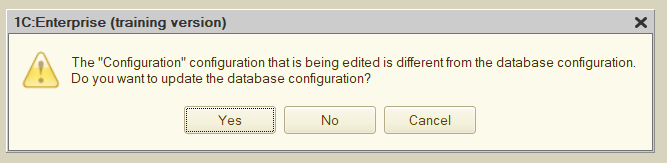 1C:Enterprise (training version)
The "Configuration" configuration that is being edited is different from the database configuration.
Do you want to update the database configuration?
Yes No Cancel